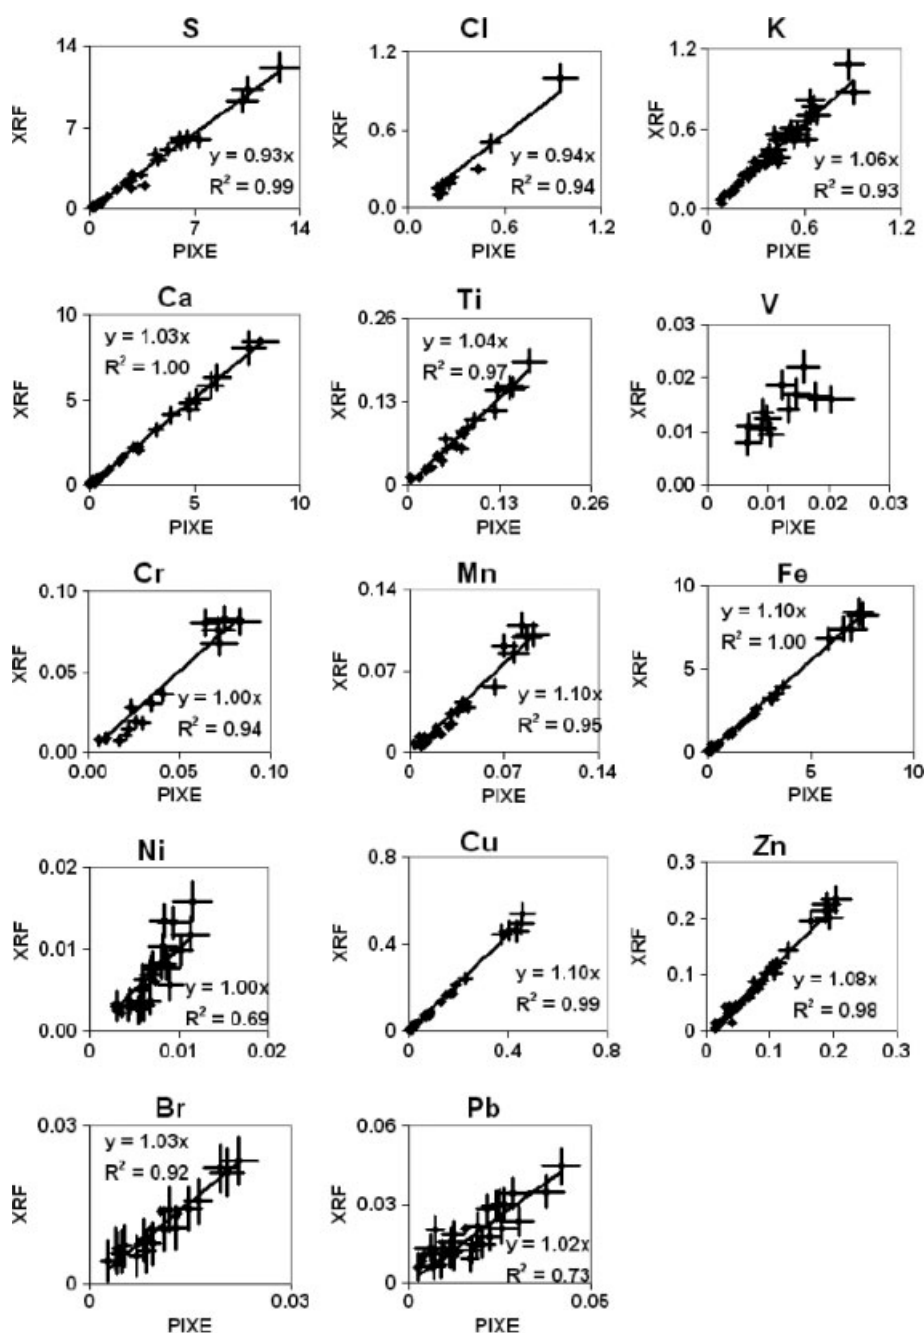 S
Cl
K
14
7
0
XRF
y = 0.93x
R² = 0.99
0
7
14
PIXE
1.2
0.6
0.0
XRF
y = 0.94x
R² = 0.94
0.0
0.6
1.2
PIXE
1.2
0.6
0.0
XRF
y = 1.06x
R² = 0.93
0.0
0.6
1.2
PIXE
Ca
Ti
V
10
5
0
XRF
y = 1.03x
R² = 1.00
0
5
10
PIXE
0.26
0.13
0
XRF
y = 1.04x
R² = 0.97
0
0.13
0.26
PIXE
0.03
0.02
0.01
0.00
XRF
0
0.01
0.02
0.03
PIXE
Cr
Mn
Fe
0.10
0.05
0.00
XRF
y = 1.00x
R² = 0.94
0.00
0.05
0.10
PIXE
0.14
0.07
0
XRF
y = 1.10x
R² = 0.95
0
0.07
0.14
PIXE
10
5
0
XRF
y = 1.10x
R² = 1.00
0
5
10
PIXE
Ni
Cu
Zn
0.02
0.01
0.00
XRF
y = 1.00x
R² = 0.69
0
0.01
0.02
PIXE
0.8
0.4
0
XRF
y = 1.10x
R² = 0.99
0
0.4
0.8
PIXE
0.3
0.2
0.1
0
XRF
y = 1.08x
R² = 0.98
0
0.1
0.2
0.3
PIXE
Br
Pb
0.03
0
XRF
y = 1.03x
R² = 0.92
0
0.03
PIXE
0.06
0.03
0
XRF
y = 1.02x
R² = 0.73
0
0.05
PIXE